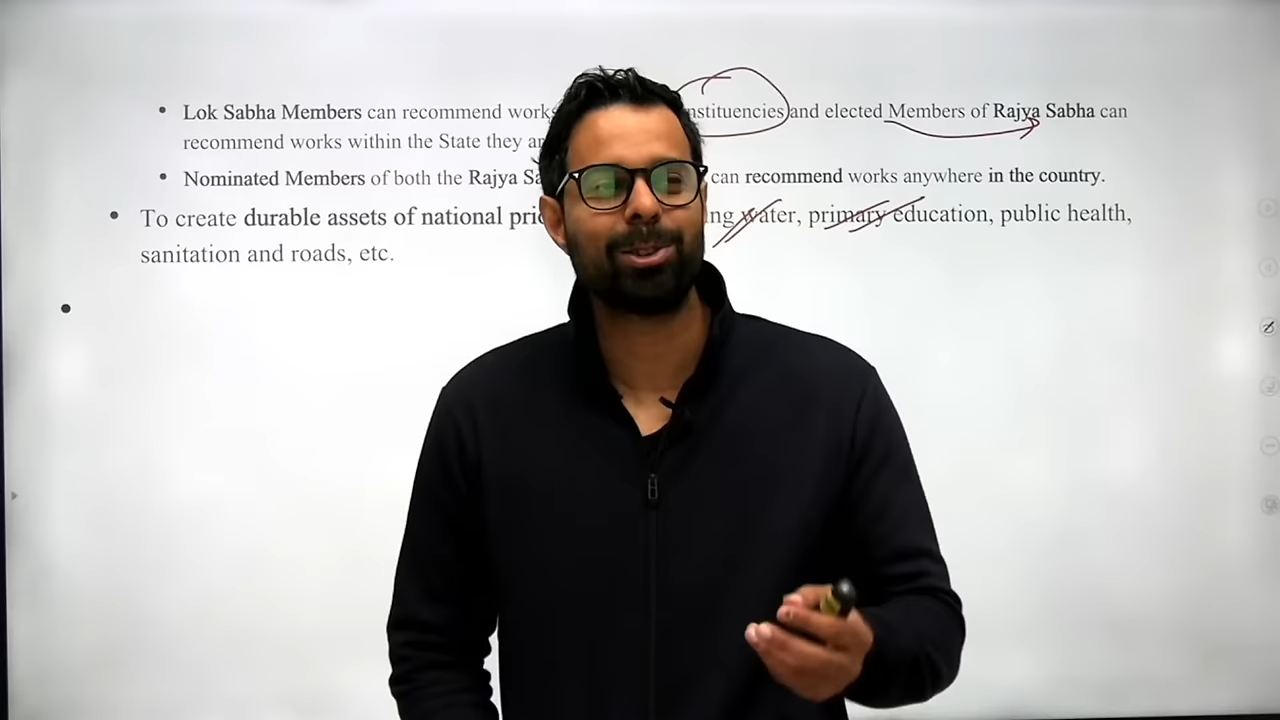 • Lok Sabha Members can recommend works nstituencies and elected Members of Rajya Sabha can
recommend works within the State they ar
• Nominated Members of both the Rajya Sa can recommend works anywhere in the country.
• To create durable assets of national pri ng water, primary education, public health,
sanitation and roads, etc.